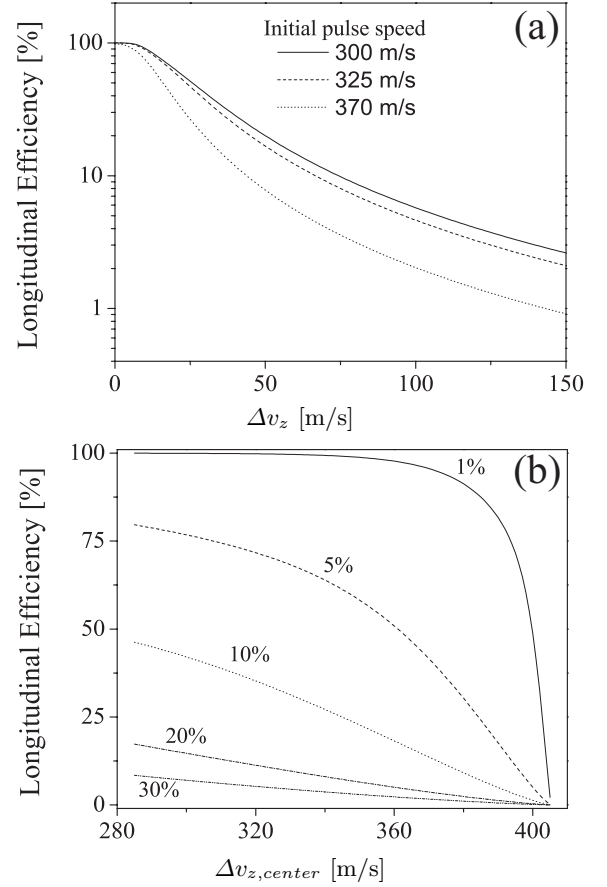 (a)
Initial pulse speed
300 m/s
325 m/s
370 m/s
Longitudinal Efficiency [%]
100
10
1
0 50 100 150
Δv_z [m/s]
(b)
Longitudinal Efficiency [%]
100
75
50
25
0
1%
5%
10%
20%
30%
280 320 360 400
Δv_{z,center} [m/s]